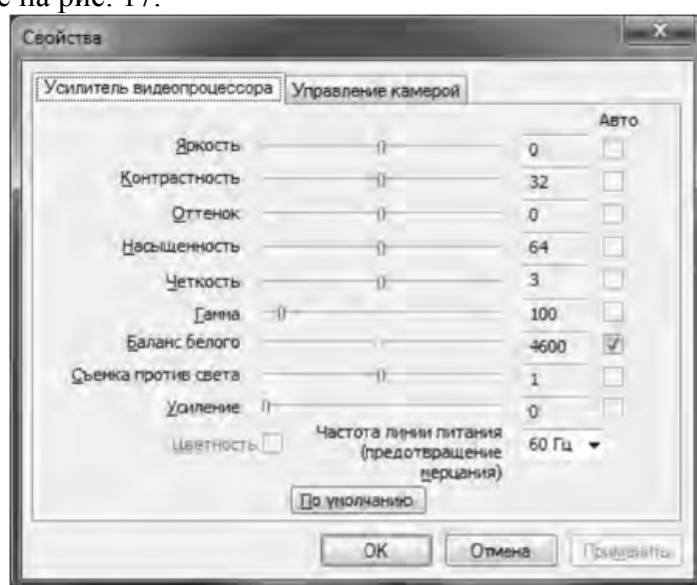 на рис. 17.
Свойства
Усилитель видеопроцессора Управление камерой
Авто
Яркость 0
Контрастность 32
Оттенок 0
Насыщенность 64
Четкость 3
Гамма 100
Баланс белого 4600
Съемка против света 1
Усиление 0
Цветность Частота линии питания 60 Гц
(предотвращение
мерцания)
По умолчанию
OK Отмена Применить